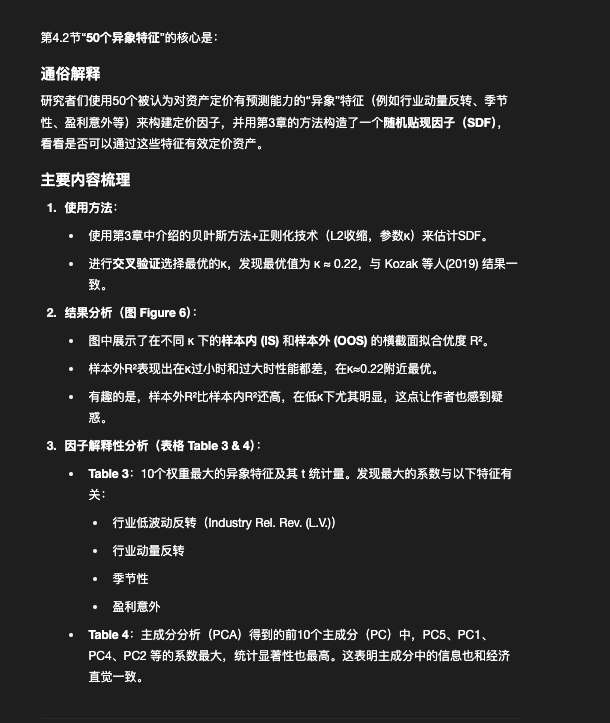 第4.2节“50个异象特征”的核心是：
通俗解释
研究者们使用50个被认为对资产定价有预测能力的“异象”特征（例如行业动量反转、季节
性、盈利意外等）来构建定价因子，并用第3章的方法构造了一个随机贴现因子（SDF），
看看是否可以通过这些特征有效定价资产。
主要内容梳理
1. 使用方法：
• 使用第3章中介绍的贝叶斯方法+正则化技术（L2收缩，参数κ）来估计SDF。
• 进行交叉验证选择最优的κ，发现最优值为 κ ≈ 0.22，与 Kozak 等人(2019) 结果一
致。
2. 结果分析（图 Figure 6）：
• 图中展示了在不同 κ 下的样本内 (IS) 和样本外 (OOS) 的横截面拟合优度 R²。
• 样本外R²表现出在κ过小时和过大时性能都差，在κ≈0.22附近最优。
• 有趣的是，样本外R²比样本内R²还高，在低κ下尤其明显，这点让作者也感到疑
惑。
3. 因子解释性分析（表格 Table 3 & 4）：
• Table 3：10个权重最大的异象特征及其 t 统计量。发现最大的系数与以下特征有
关：
• 行业低波动反转（Industry Rel. Rev. (L.V.)）
• 行业动量反转
• 季节性
• 盈利意外
• Table 4：主成分分析（PCA）得到的前10个主成分（PC）中，PC5、PC1、
PC4、PC2 等的系数最大，统计显著性也最高。这表明主成分中的信息也和经济
直觉一致。